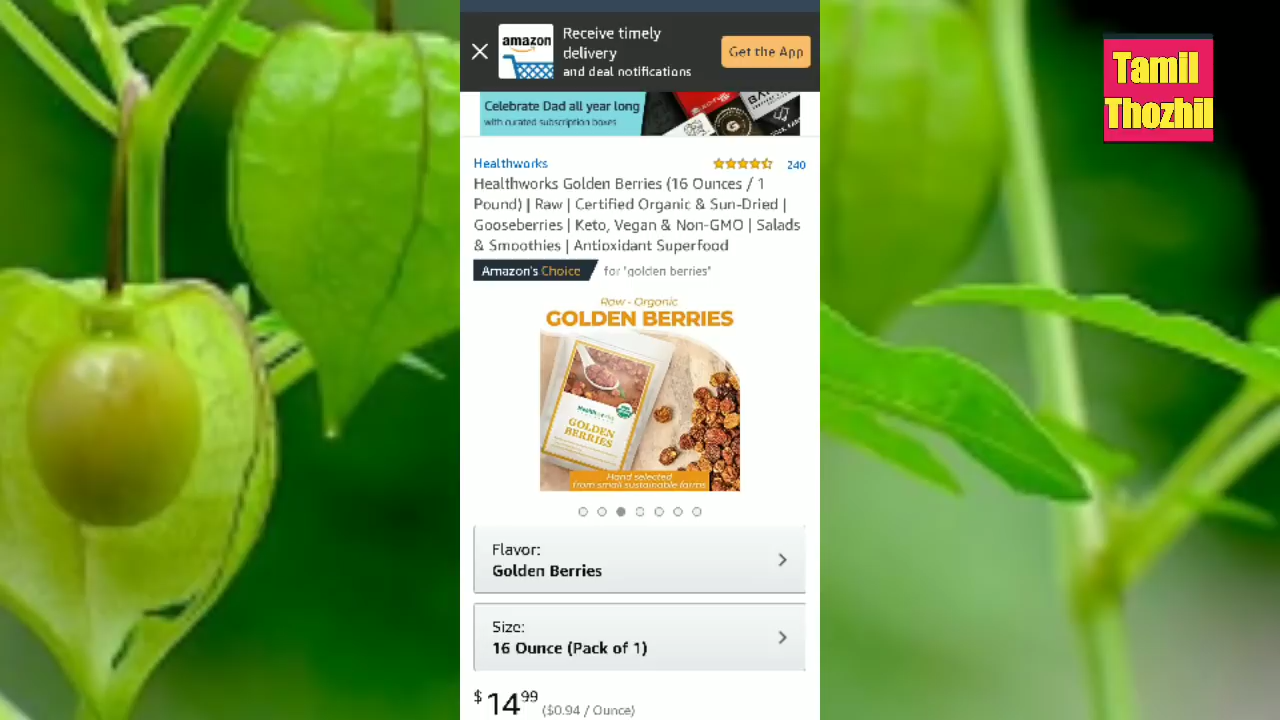 amazon
Receive timely
delivery
and deal notifications
Get the App
Tamil
Thozhil
Celebrate Dad all year long
with curated subscription boxes
Healthworks
240
Healthworks Golden Berries (16 Ounces / 1
Pound) | Raw | Certified Organic & Sun-Dried |
Gooseberries | Keto, Vegan & Non-GMO | Salads
& Smoothies | Antioxidant Superfood
Amazon's Choice for "golden berries"
Raw - Organic
GOLDEN BERRIES
GOLDEN
BERRIES
Hand selected
from small sustainable farms
Flavor:
Golden Berries
Size:
16 Ounce (Pack of 1)
$14.99 ($0.94 / Ounce)